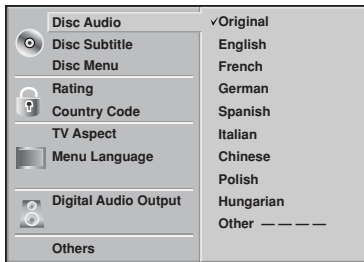 Disc Audio
Disc Subtitle
Disc Menu
Rating
Country Code
TV Aspect
Menu Language
Digital Audio Output
Others
✓Original
English
French
German
Spanish
Italian
Chinese
Polish
Hungarian
Other — — — —